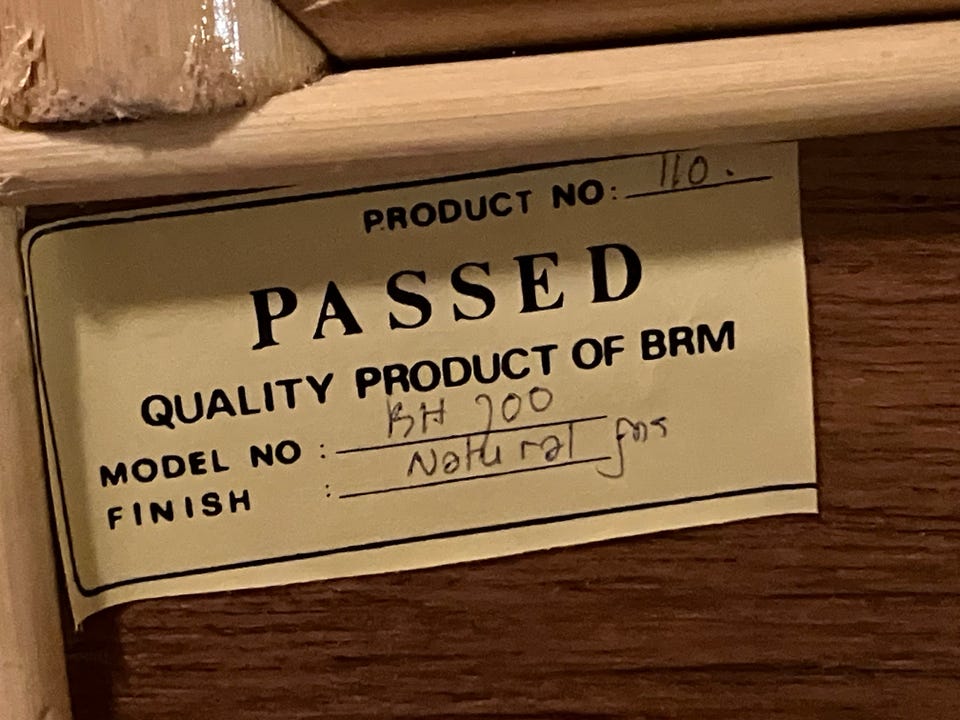 PRODUCT NO: 110.
PASSED
QUALITY PRODUCT OF BRM
MODEL NO : BH 700
FINISH : Natural